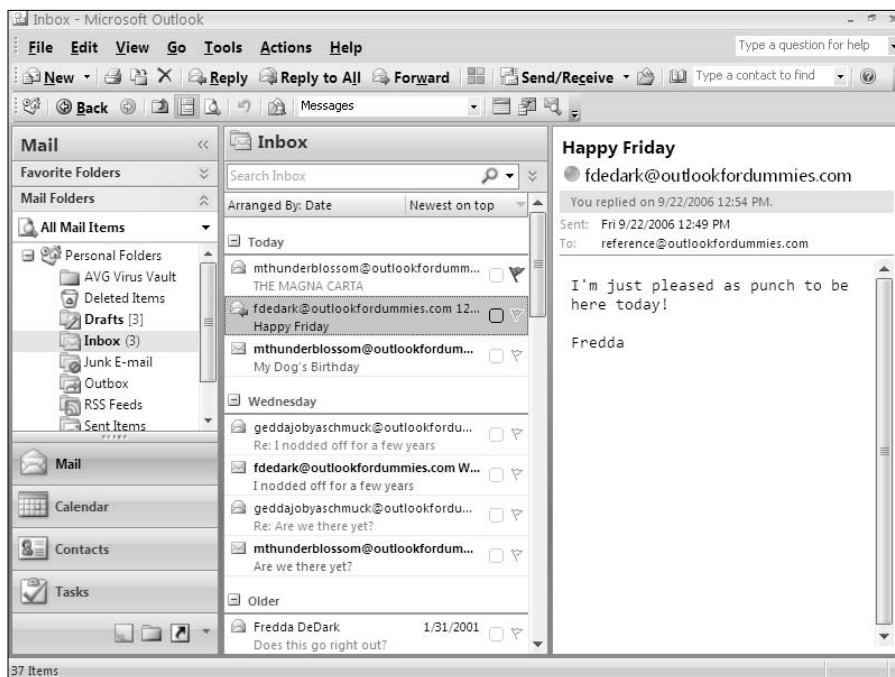 Inbox - Microsoft Outlook
File Edit View Go Tools Actions Help
Type a question for help
New Reply Reply to All Forward Send/Receive Type a contact to find
Back Messages
Mail
Favorite Folders
Mail Folders
All Mail Items
Personal Folders
AVG Virus Vault
Deleted Items
Drafts [3]
Inbox (3)
Junk E-mail
Outbox
RSS Feeds
Sent Items
Mail
Calendar
Contacts
Tasks
Inbox
Search Inbox
Arranged By: Date Newest on top
Today
mthunderblossom@outlookfordumm...
THE MAGNA CARTA
fdedark@outlookfordummies.com 12...
Happy Friday
mthunderblossom@outlookfordum...
My Dog's Birthday
Wednesday
geddajobyaschmuck@outlookfordu...
Re: I nodded off for a few years
fdedark@outlookfordummies.com W...
I nodded off for a few years
geddajobyaschmuck@outlookfordu...
Re: Are we there yet?
mthunderblossom@outlookfordum...
Are we there yet?
Older
Fredda DeDark 1/31/2001
Does this go right out?
Happy Friday
fdedark@outlookfordummies.com
You replied on 9/22/2006 12:54 PM.
Sent: Fri 9/22/2006 12:49 PM
To: reference@outlookfordummies.com
I'm just pleased as punch to be
here today!
Fredda
37 Items